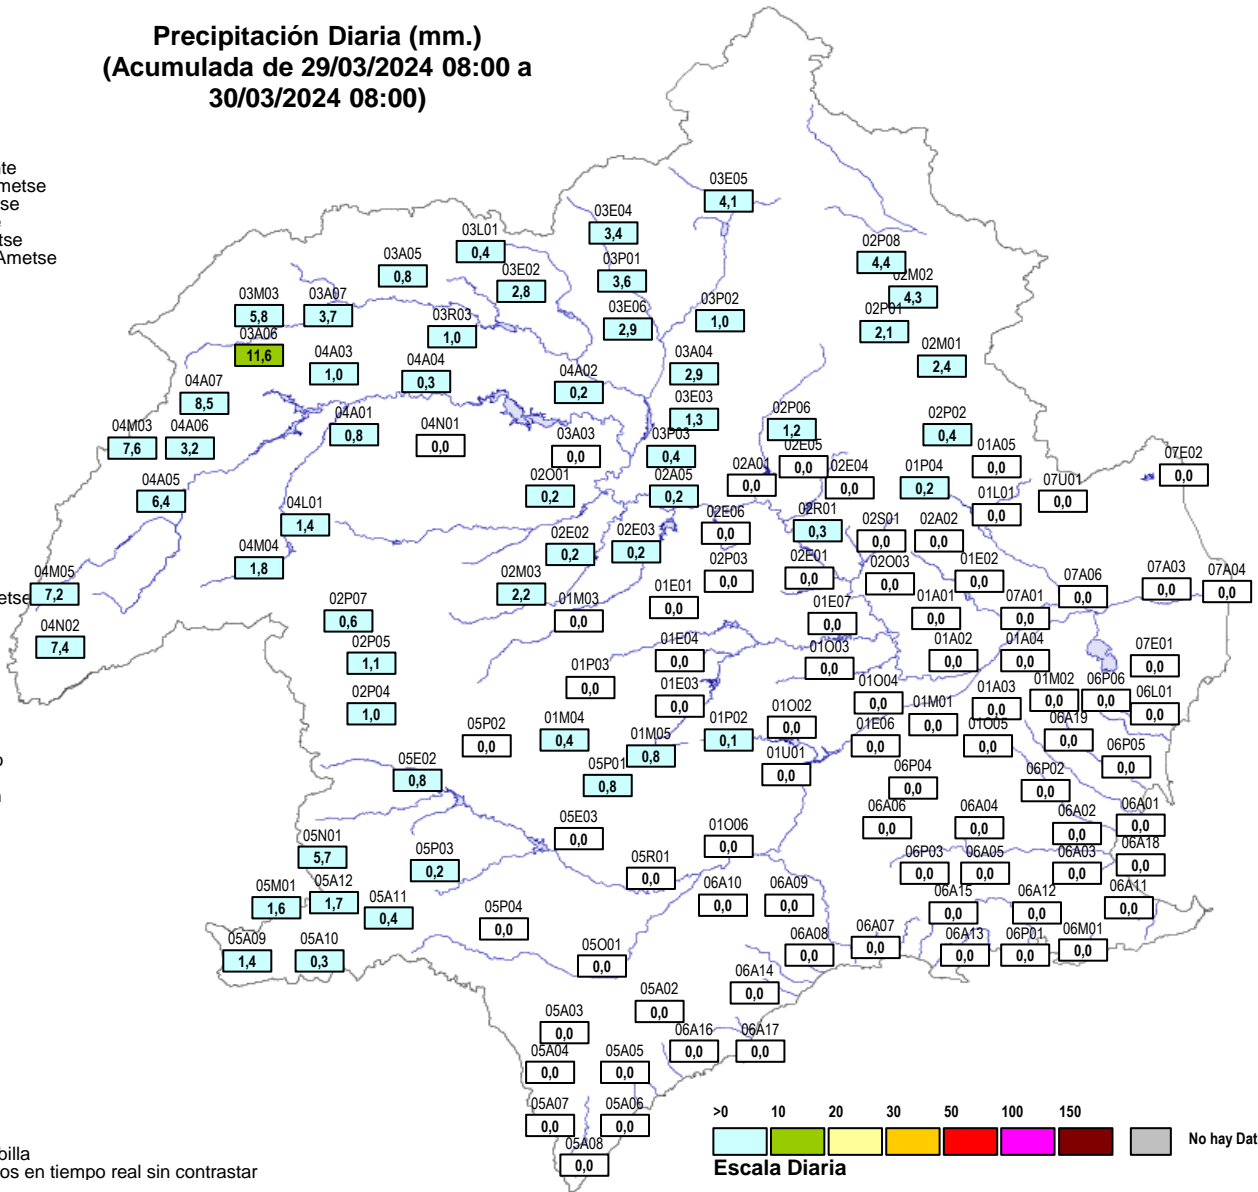 Precipitación Diaria (mm.)
(Acumulada de 29/03/2024 08:00 a
30/03/2024 08:00)
nte
metse
tse
e
tse
Ametse
03E05
4,1
03E04
3,4
03L01
0,4
02P08
4,4
03A05
0,8
03P01
3,6
03E02
2,8
02M02
4,3
03M03
5,8
03A07
3,7
03P02
1,0
03E06
2,9
02P01
2,1
03R03
1,0
03A06
11,6
02M01
2,4
04A03
1,0
04A04
0,3
03A04
2,9
04A02
0,2
04A07
8,5
03E03
1,3
04A01
0,8
02P06
1,2
02P02
0,4
04M03
7,6
04A06
3,2
04N01
0,0
03A03
0,0
03P03
0,4
02E05
0,0
01A05
0,0
07E02
0,0
04A05
6,4
02O01
0,2
02A05
0,2
02A01
0,0
02E04
0,0
01P04
0,2
07U01
0,0
01L01
0,0
04L01
1,4
02R01
0,3
02E06
0,0
02S01
0,0
02A02
0,0
02E02
0,2
02E03
0,2
04M04
1,8
02P03
0,0
02E01
0,0
02O03
0,0
01E02
0,0
07A03
0,0
07A04
0,0
04M05
7,2
etse
02M03
2,2
07A06
0,0
01E01
0,0
01M03
0,0
02P07
0,6
01E07
0,0
01A01
0,0
07A01
0,0
04N02
7,4
02P05
1,1
01E04
0,0
01O03
0,0
01A02
0,0
01A04
0,0
07E01
0,0
01P03
0,0
01E03
0,0
01O04
0,0
01M02
0,0
06P06
0,0
02P04
1,0
01A03
0,0
06L01
0,0
01M01
0,0
01O02
0,0
05P02
0,0
01M04
0,4
01P02
0,1
01E06
0,0
01O05
0,0
06A19
0,0
01M05
0,8
o
06P05
0,0
05E02
0,8
05P01
0,8
01U01
0,0
06P04
0,0
06P02
0,0
n
06A06
0,0
06A04
0,0
06A02
0,0
06A01
0,0
05E03
0,0
01O06
0,0
05N01
5,7
05P03
0,2
05R01
0,0
06P03
0,0
06A05
0,0
06A03
0,0
06A18
0,0
05M01
1,6
05A12
1,7
05A11
0,4
06A10
0,0
06A09
0,0
06A15
0,0
06A12
0,0
06A11
0,0
05P04
0,0
05A09
1,4
05A10
0,3
05O01
0,0
06A08
0,0
06A07
0,0
06A13
0,0
06P01
0,0
06M01
0,0
06A14
0,0
05A02
0,0
05A03
0,0
06A16
0,0
06A17
0,0
05A04
0,0
05A05
0,0
05A07
0,0
05A06
0,0
05A08
0,0
>0 10 20 30 50 100 150
No hay Dat
Escala Diaria
billa
os en tiempo real sin contrastar